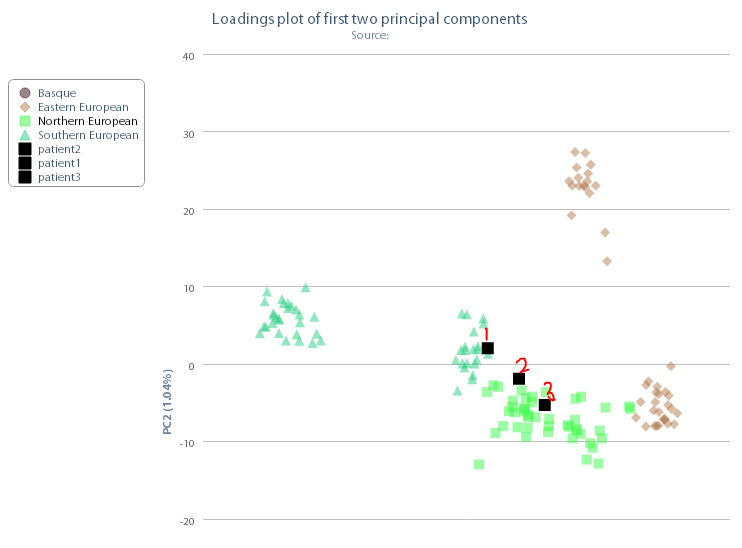 Loadings plot of first two principal components
Source:
40
Basque
Eastern European
Northern European
Southern European
patient2
patient1
patient3
30
20
10
1
0
2
3
PC2 (1.04%)
-10
-20